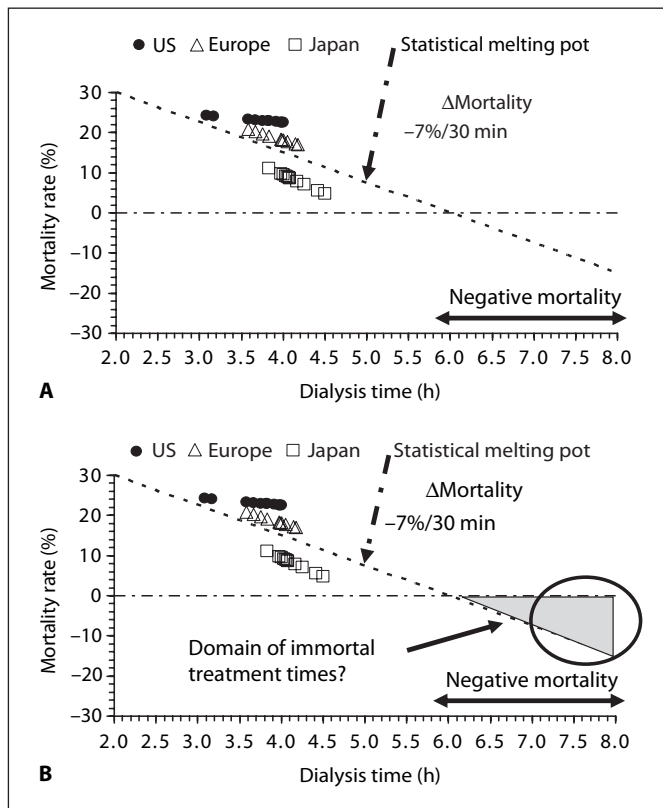 ● US △ Europe □ Japan
Statistical melting pot
30
20
10
0
–10
–20
–30
Mortality rate (%)
ΔMortality
–7%/30 min
Negative mortality
2.0 2.5 3.0 3.5 4.0 4.5 5.0 5.5 6.0 6.5 7.0 7.5 8.0
A
Dialysis time (h)
● US △ Europe □ Japan
Statistical melting pot
30
20
10
0
–10
–20
–30
Mortality rate (%)
ΔMortality
–7%/30 min
Domain of immortal
treatment times?
Negative mortality
2.0 2.5 3.0 3.5 4.0 4.5 5.0 5.5 6.0 6.5 7.0 7.5 8.0
B
Dialysis time (h)